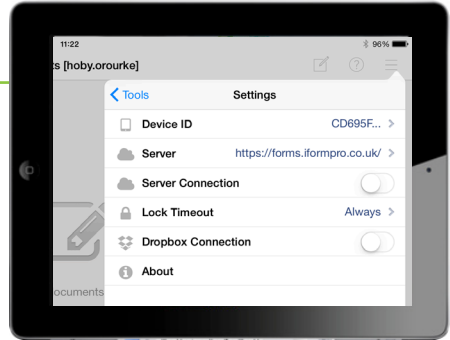 11:22
96%
ts [hoby.orourke]
Tools
Settings
Device ID
CD695F...
Server
https://forms.iformpro.co.uk/
Server Connection
Lock Timeout
Always
Dropbox Connection
About
ocuments